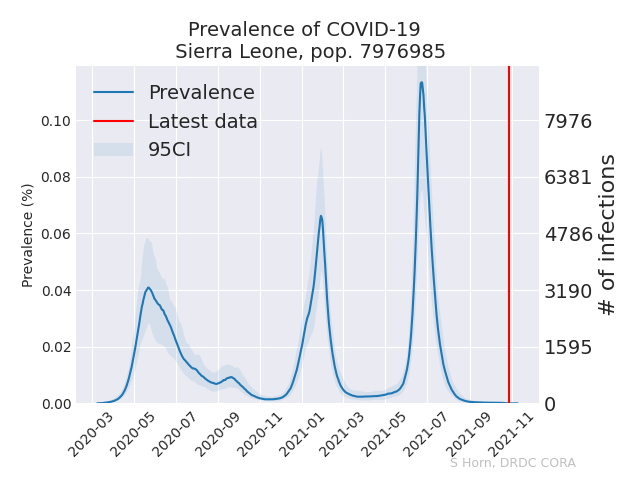 Prevalence of COVID-19
Sierra Leone, pop. 7976985
Prevalence
Latest data
95CI
Prevalence (%)
0.10
0.08
0.06
0.04
0.02
0.00
7976
6381
4786
3190
1595
0
# of infections
2020-03
2020-05
2020-07
2020-09
2020-11
2021-01
2021-03
2021-05
2021-07
2021-09
2021-11
S Horn, DRDC CORA